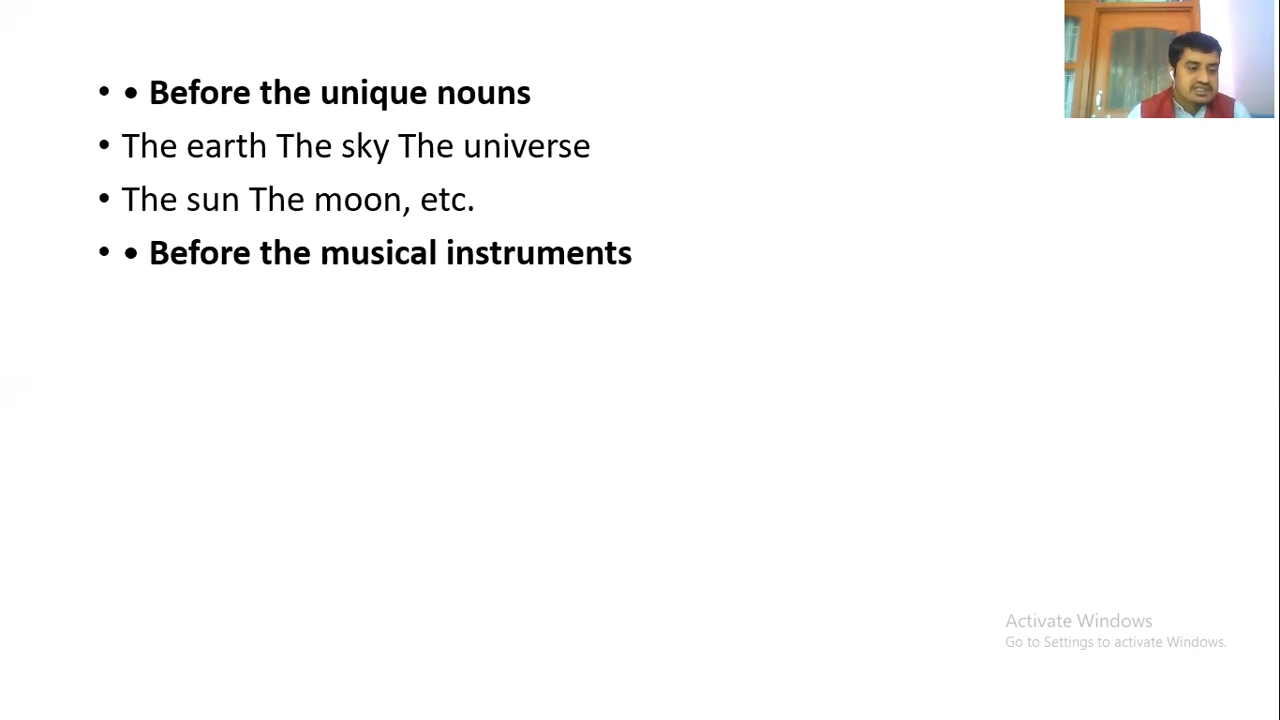 • • Before the unique nouns
• The earth The sky The universe
• The sun The moon, etc.
• • Before the musical instruments
Activate Windows
Go to Settings to activate Windows.